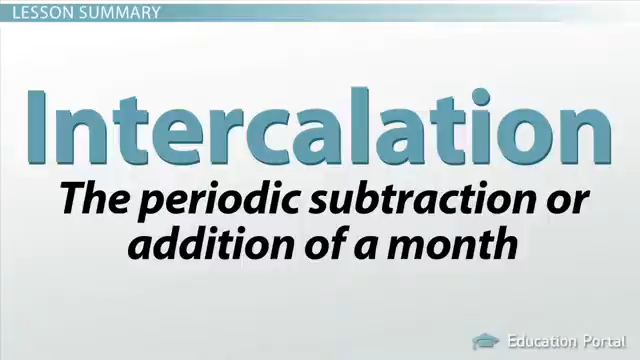 LESSON SUMMARY
Intercalation
The periodic subtraction or
addition of a month
Education Portal